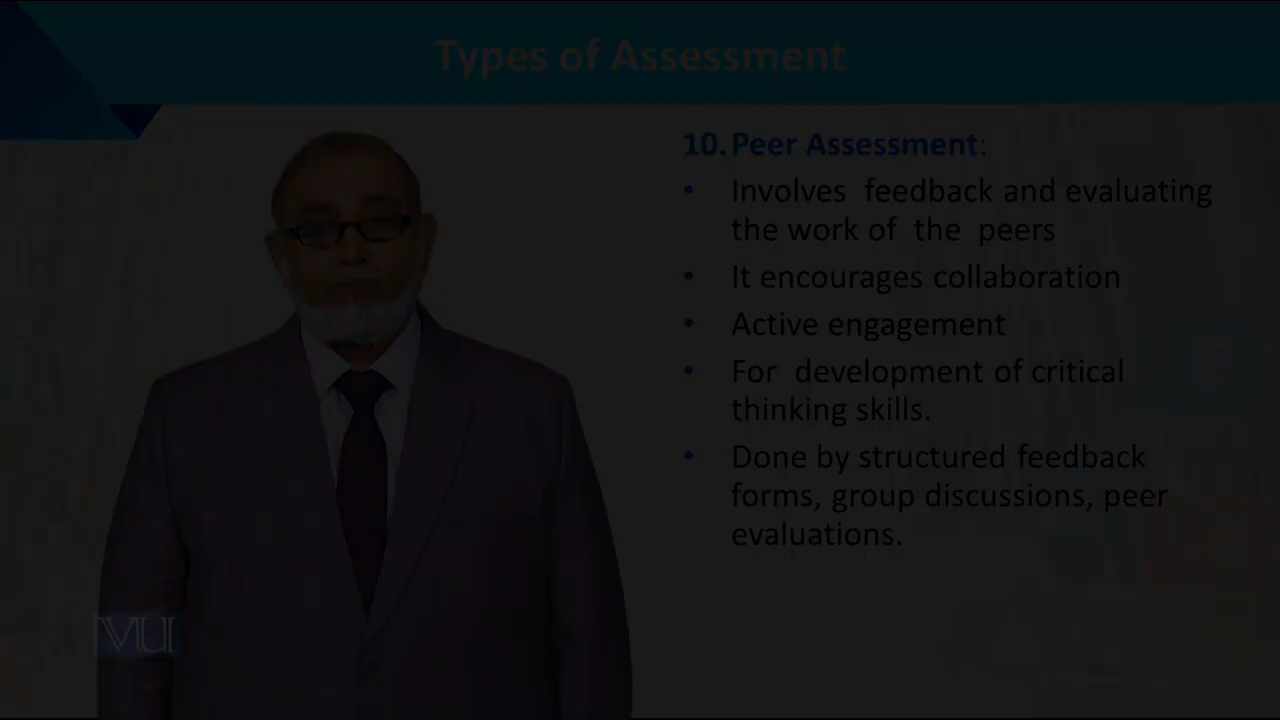 Types of Assessment
10. Peer Assessment:
• Involves feedback and evaluating
the work of the peers
• It encourages collaboration
• Active engagement
• For development of critical
thinking skills.
• Done by structured feedback
forms, group discussions, peer
evaluations.
VU